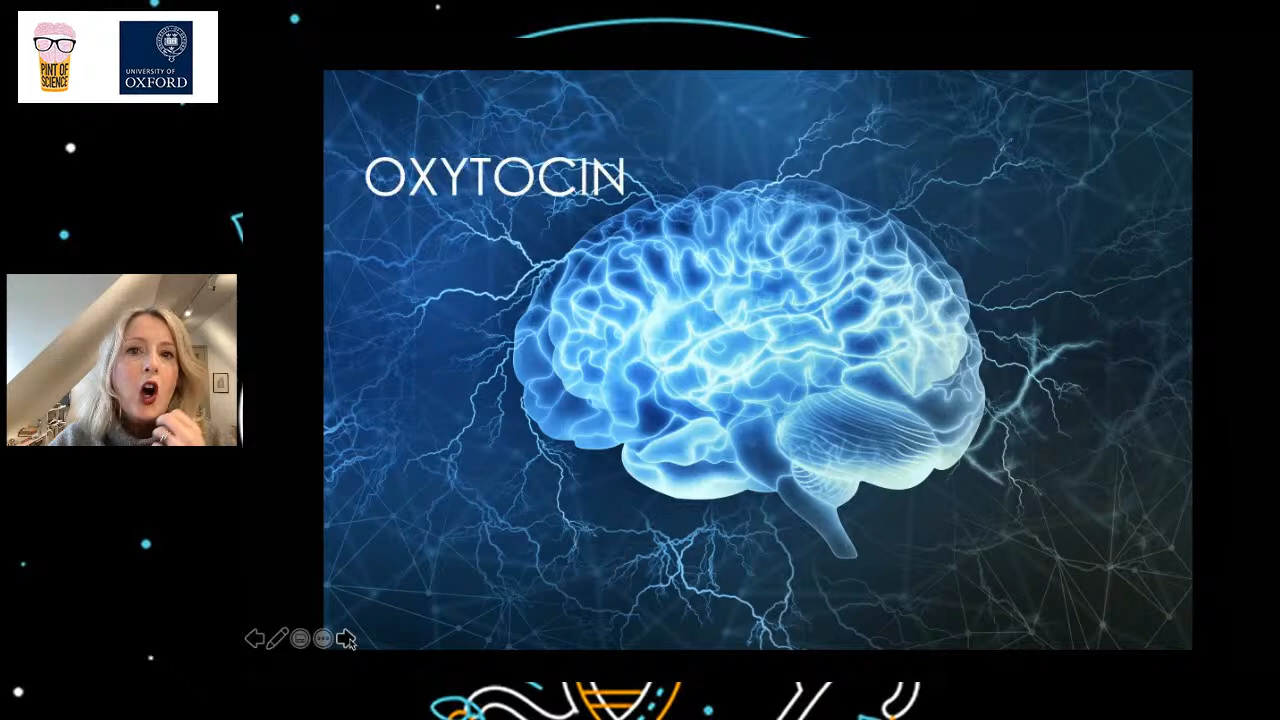 PINT OF
SCIENCE
UNIVERSITY OF
OXFORD
OXYTOCIN